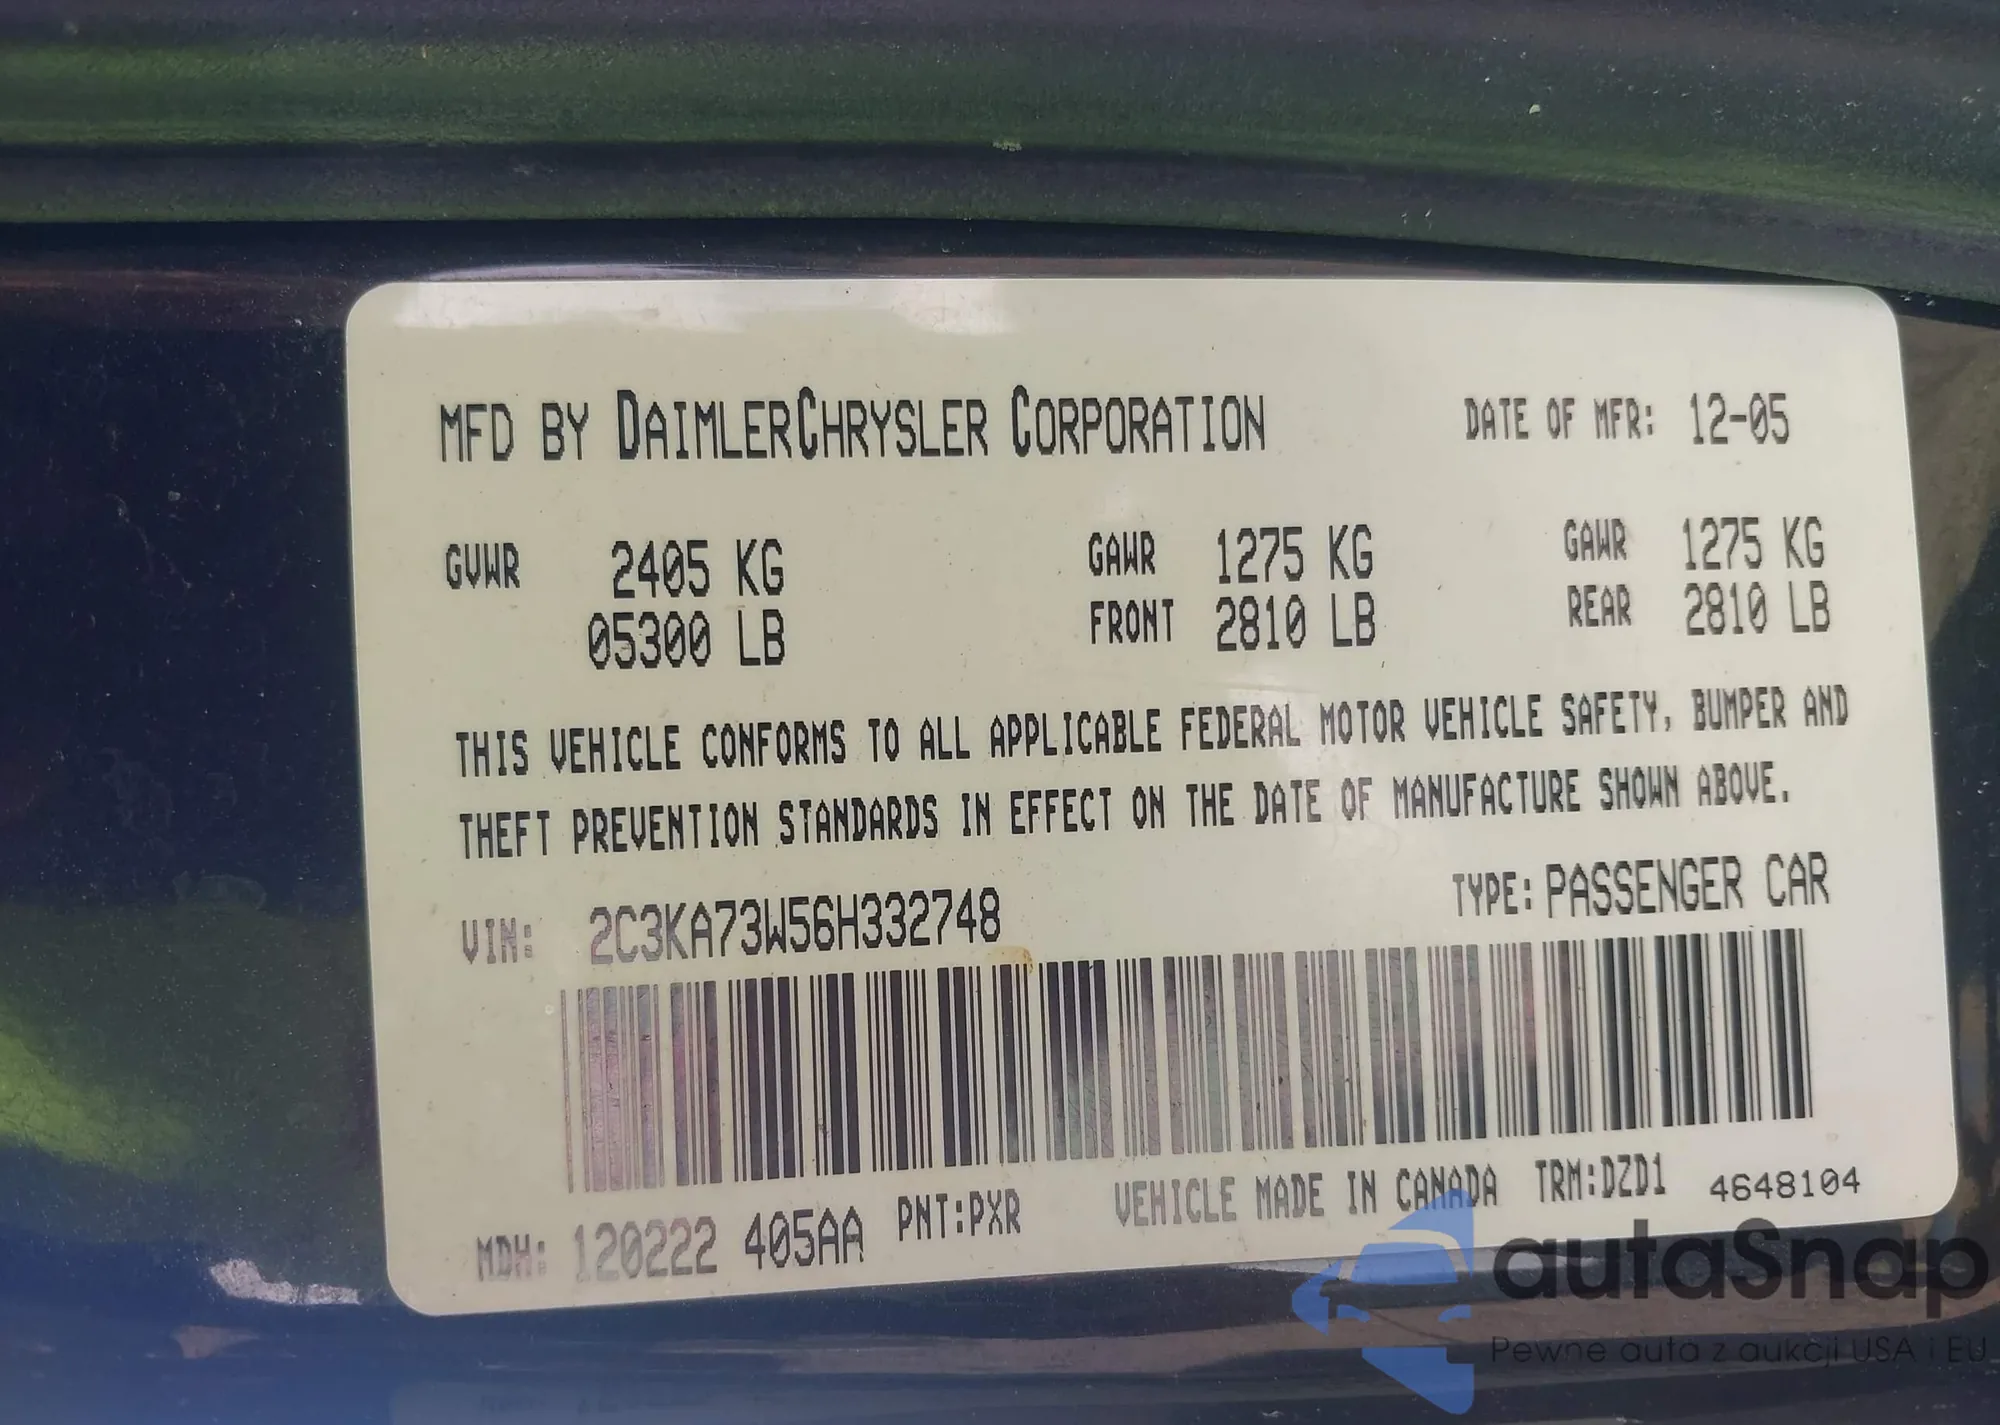 MFD BY DAIMLERCHRYSLER CORPORATION DATE OF MFR: 12-05
GVWR 2405 KG GAWR 1275 KG GAWR 1275 KG
05300 LB FRONT 2810 LB REAR 2810 LB
THIS VEHICLE CONFORMS TO ALL APPLICABLE FEDERAL MOTOR VEHICLE SAFETY, BUMPER AND
THEFT PREVENTION STANDARDS IN EFFECT ON THE DATE OF MANUFACTURE SHOWN ABOVE.
VIN: 2C3KA73W56H332748 TYPE: PASSENGER CAR
MDH: 120222 405AA PNT:PXR VEHICLE MADE IN CANADA TRM:DZD1 4648104
autaSnap
Pewne auta z aukcji USA i EU